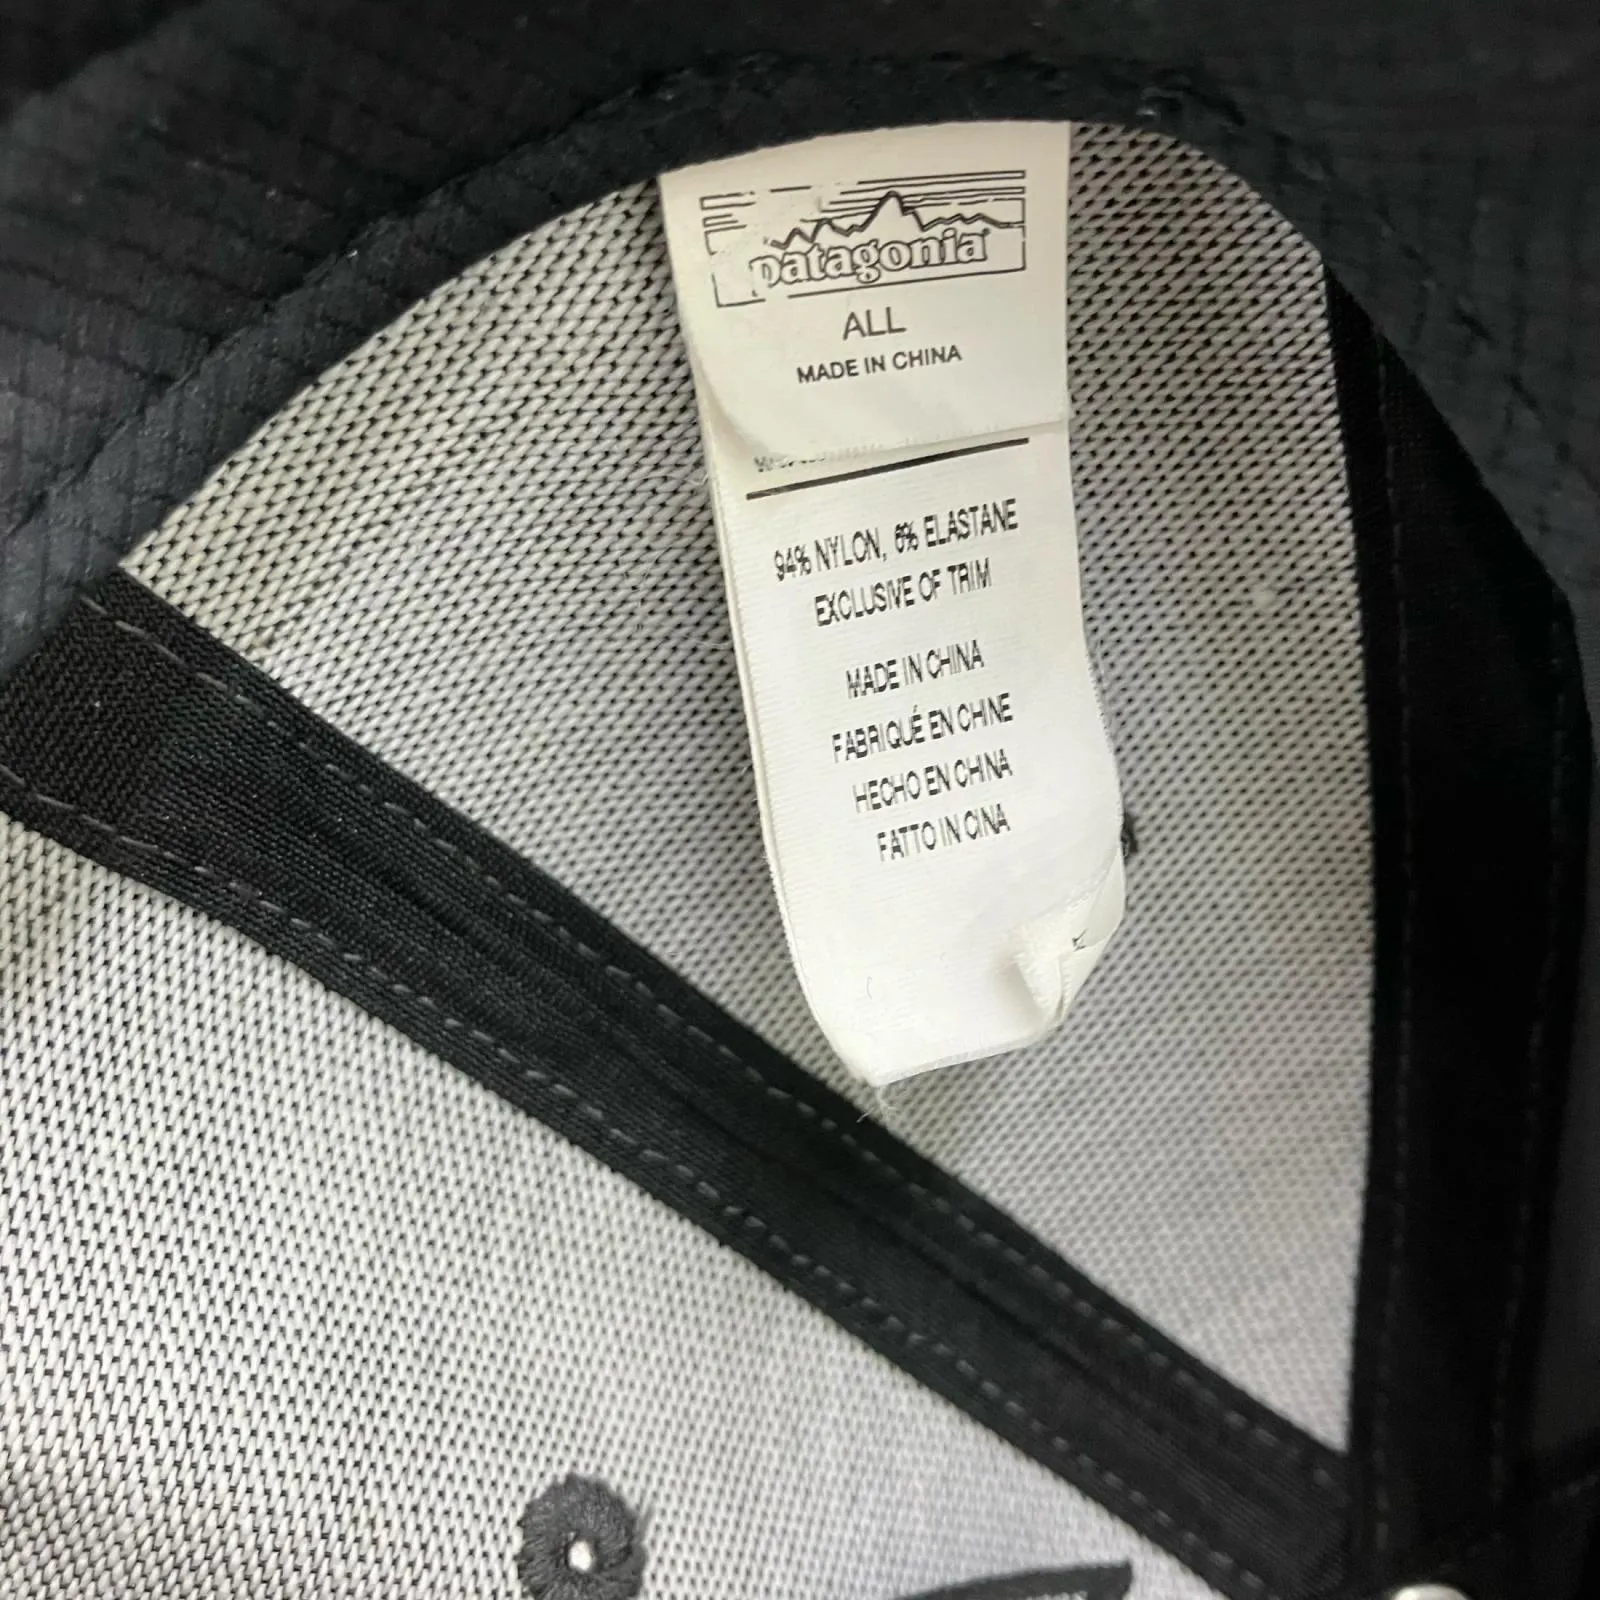 patagonia
ALL
MADE IN CHINA
94% NYLON, 6% ELASTANE
EXCLUSIVE OF TRIM
MADE IN CHINA
FABRIQUÉ EN CHINE
HECHO EN CHINA
FATTO IN CINA